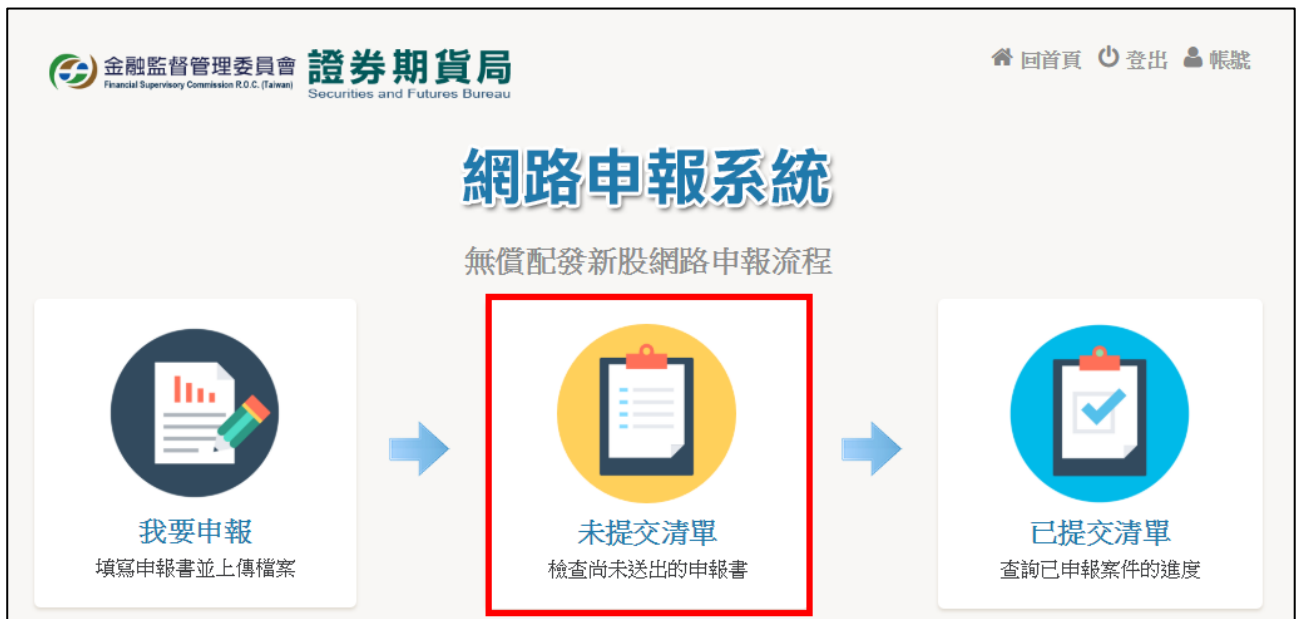 金融監督管理委員會 證券期貨局
Financial Supervisory Commission R.O.C. (Taiwan) Securities and Futures Bureau
回首頁 登出 帳號
網路申報系統
無償配發新股網路申報流程
我要申報
填寫申報書並上傳檔案
未提交清單
檢查尚未送出的申報書
已提交清單
查詢已申報案件的進度